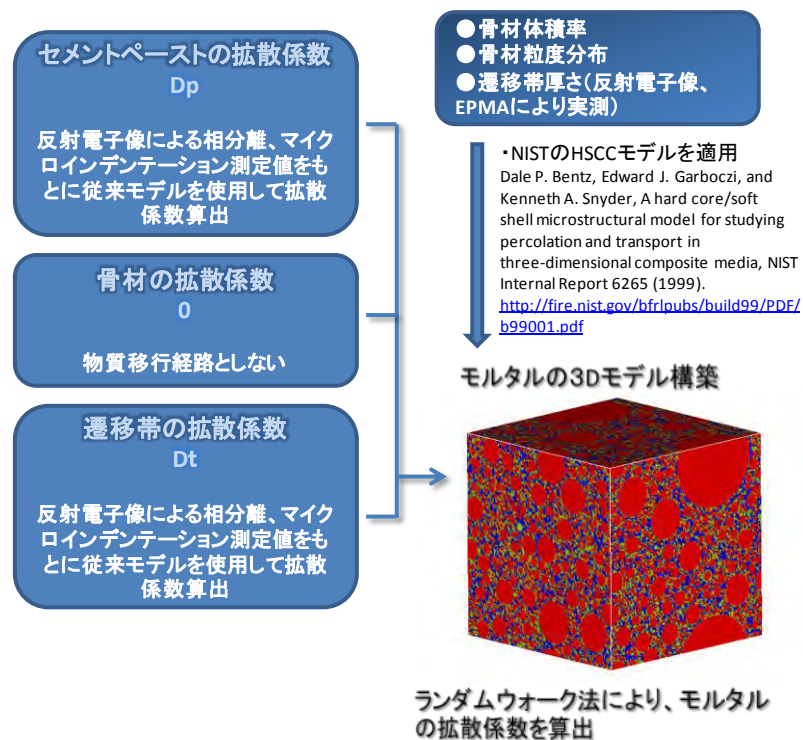 セメントペーストの拡散係数
Dp
反射電子像による相分離、マイク
ロインデンテーション測定値をも
とに従来モデルを使用して拡散
係数算出
骨材の拡散係数
0
物質移行経路としない
遷移帯の拡散係数
Dt
反射電子像による相分離、マイク
ロインデンテーション測定値をも
とに従来モデルを使用して拡散
係数算出
●骨材体積率
●骨材粒度分布
●遷移帯厚さ(反射電子像、
EPMAにより実測)
・NISTのHSCCモデルを適用
Dale P. Bentz, Edward J. Garboczi, and
Kenneth A. Snyder, A hard core/soft
shell microstructural model for studying
percolation and transport in
three-dimensional composite media, NIST
Internal Report 6265 (1999).
http://fire.nist.gov/bfrlpubs/build99/PDF/
b99001.pdf
モルタルの3Dモデル構築
ランダムウォーク法により、モルタル
の拡散係数を算出